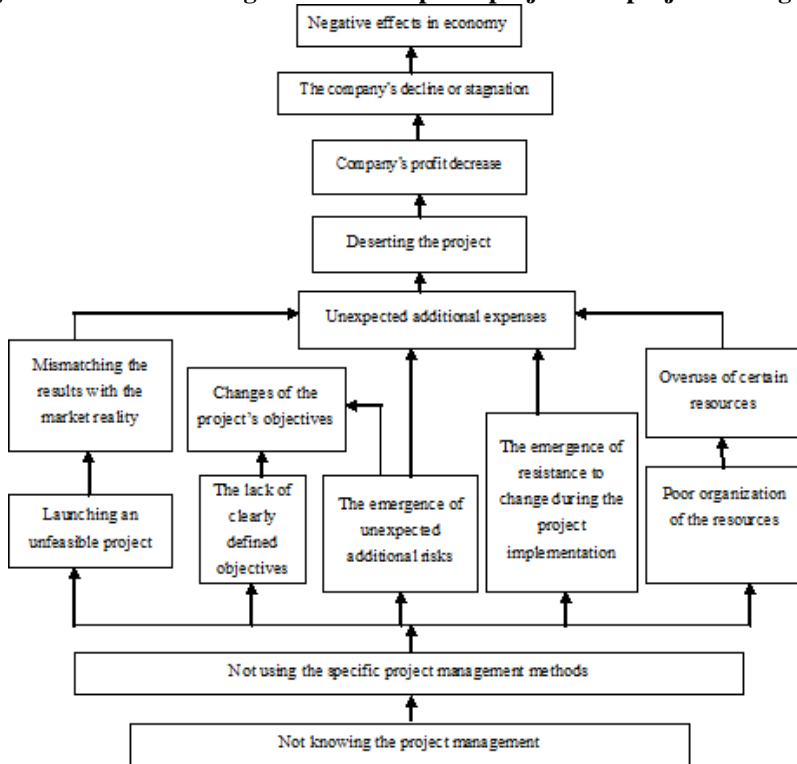 Negative effects in economy
The company's decline or stagnation
Company's profit decrease
Deserting the project
Unexpected additional expenses
Mismatching the
results with the
market reality
Changes of the
project's objectives
Overuse of certain
resources
Launching an
unfeasible project
The lack of
clearly
defined
objectives
The emergence of
unexpected
additional risks
The emergence of
resistance to
change during the
project
implementation
Poor organization
of the resources
Not using the specific project management methods
Not knowing the project management